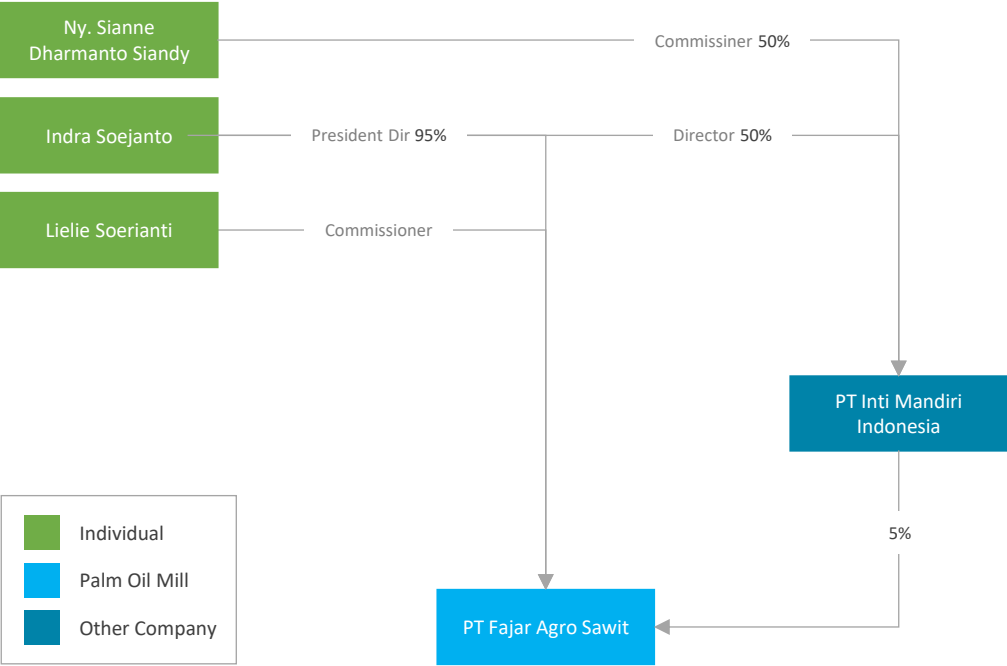 Ny. Sianne
Dharmanto Siandy
Commissiner 50%
Indra Soejanto
President Dir 95%
Director 50%
Lielie Soerianti
Commissioner
PT Inti Mandiri
Indonesia
5%
Individual
Palm Oil Mill
Other Company
PT Fajar Agro Sawit